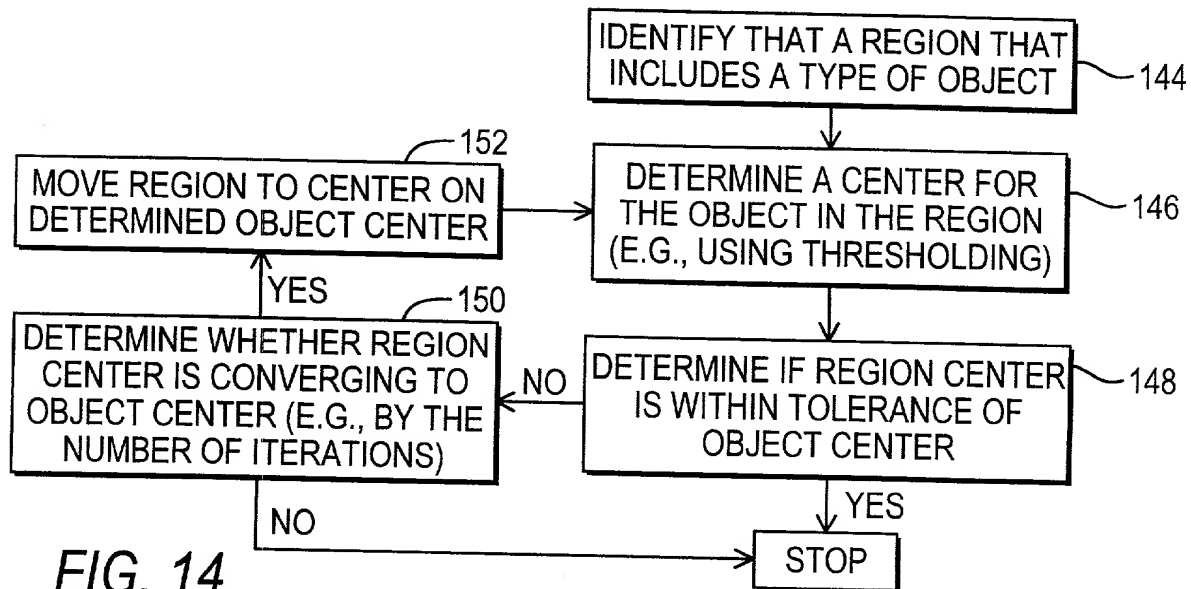 IDENTIFY THAT A REGION THAT
INCLUDES A TYPE OF OBJECT
144
152
MOVE REGION TO CENTER ON
DETERMINED OBJECT CENTER
DETERMINE A CENTER FOR
THE OBJECT IN THE REGION
(E.G., USING THRESHOLDING)
146
YES
150
DETERMINE WHETHER REGION
CENTER IS CONVERGING TO
OBJECT CENTER (E.G., BY THE
NUMBER OF ITERATIONS)
NO
DETERMINE IF REGION CENTER
IS WITHIN TOLERANCE OF
OBJECT CENTER
148
YES
NO
STOP
FIG. 14